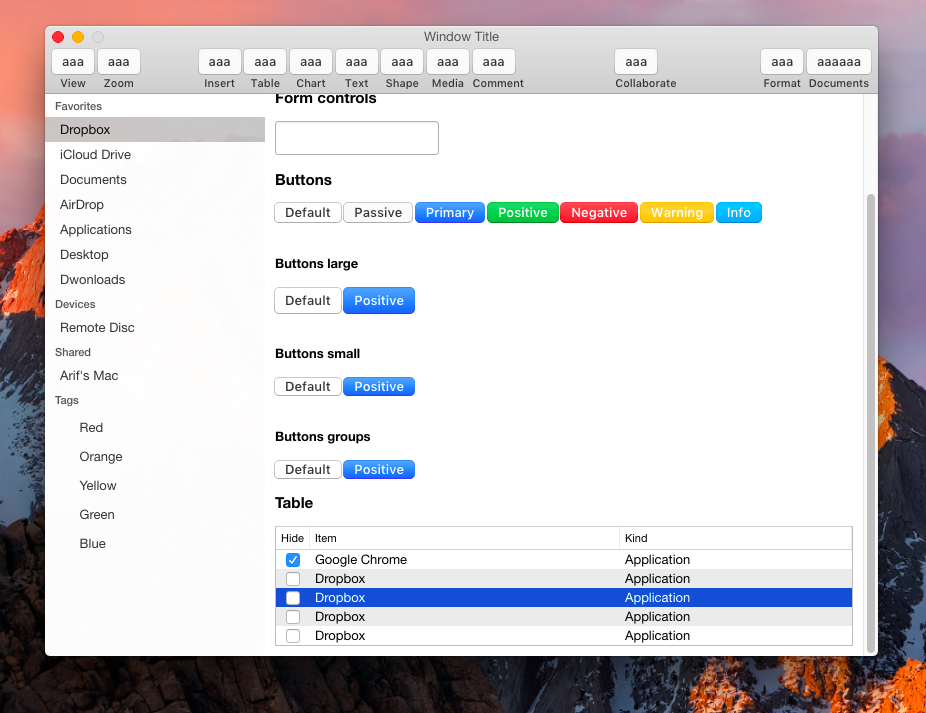 Window Title
aaa aaa aaa aaa aaa aaa aaa aaa aaa aaa aaa aaaaaa
View Zoom Insert Table Chart Text Shape Media Comment Collaborate Format Documents
Favorites
Dropbox
iCloud Drive
Documents
AirDrop
Applications
Desktop
Dwonloads
Devices
Remote Disc
Shared
Arif's Mac
Tags
Red
Orange
Yellow
Green
Blue
Form controls
Buttons
Default Passive Primary Positive Negative Warning Info
Buttons large
Default Positive
Buttons small
Default Positive
Buttons groups
Default Positive
Table
Hide Item Kind
Google Chrome Application
Dropbox Application
Dropbox Application
Dropbox Application
Dropbox Application